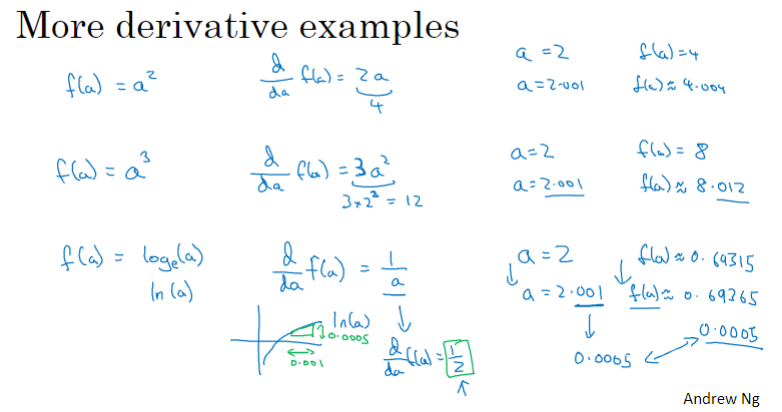 More derivative examples
f(a) = a²
d/da f(a) = 2a
4
a = 2 f(a) = 4
a = 2.001 f(a) ≈ 4.004
f(a) = a³
d/da f(a) = 3a²
3×2² = 12
a = 2 f(a) = 8
a = 2.001 f(a) ≈ 8.012
f(a) = logₑ(a)
ln(a)
d/da f(a) = 1/a
a = 2 f(a) ≈ 0.69315
a = 2.001 f(a) ≈ 0.69365
ln(a)
0.0005
0.001
d/da f(a) = 1/2
0.0005
0.0005
Andrew Ng